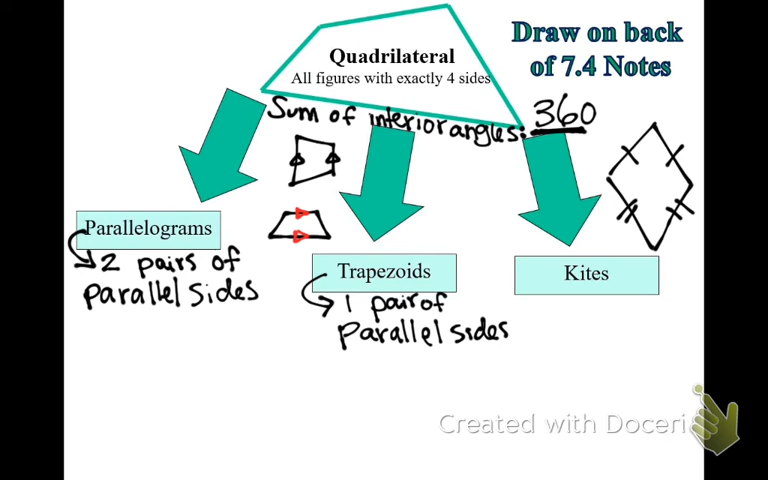 Quadrilateral
All figures with exactly 4 sides
Draw on back
of 7.4 Notes
Sum of interior angles: 360
Parallelograms
2 pairs of
parallel sides
Trapezoids
1 pair of
parallel sides
Kites
Created with Doceri